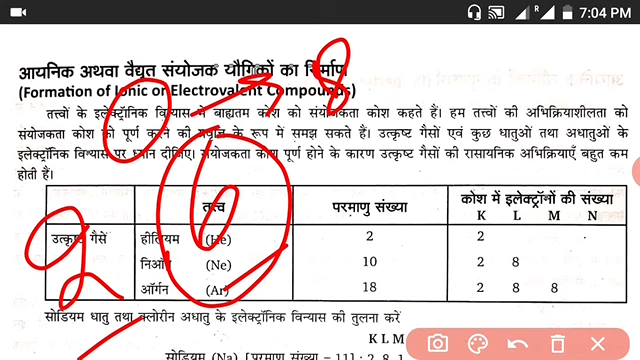 7:04 PM
आयनिक अथवा वैद्युत संयोजक यौगिकों का निर्माण
(Formation of Ionic or Electrovalent Compounds)
तत्त्वों के इलेक्ट्रॉनिक विन्यास में बाह्यतम कोश को संयोजकता कोश कहते हैं। हम तत्त्वों की अभिक्रियाशीलता को
संयोजकता कोश को पूर्ण करने की प्रवृत्ति के रूप में समझ सकते हैं। उत्कृष्ट गैसों एवं कुछ धातुओं तथा अधातुओं के
इलेक्ट्रॉनिक विन्यास पर ध्यान दीजिए। संयोजकता कोश पूर्ण होने के कारण उत्कृष्ट गैसों की रासायनिक अभिक्रियाएँ बहुत कम
होती हैं।
तत्त्व परमाणु संख्या कोश में इलेक्ट्रॉनों की संख्या
K L M N
उत्कृष्ट गैसें हीलियम (He) 2 2
निऑन (Ne) 10 2 8
ऑर्गन (Ar) 18 2 8 8
सोडियम धातु तथा क्लोरीन अधातु के इलेक्ट्रॉनिक विन्यास की तुलना करें
K L M
सोडियम (Na) [परमाणु संख्या = 11] : 2, 8, 1
8
2